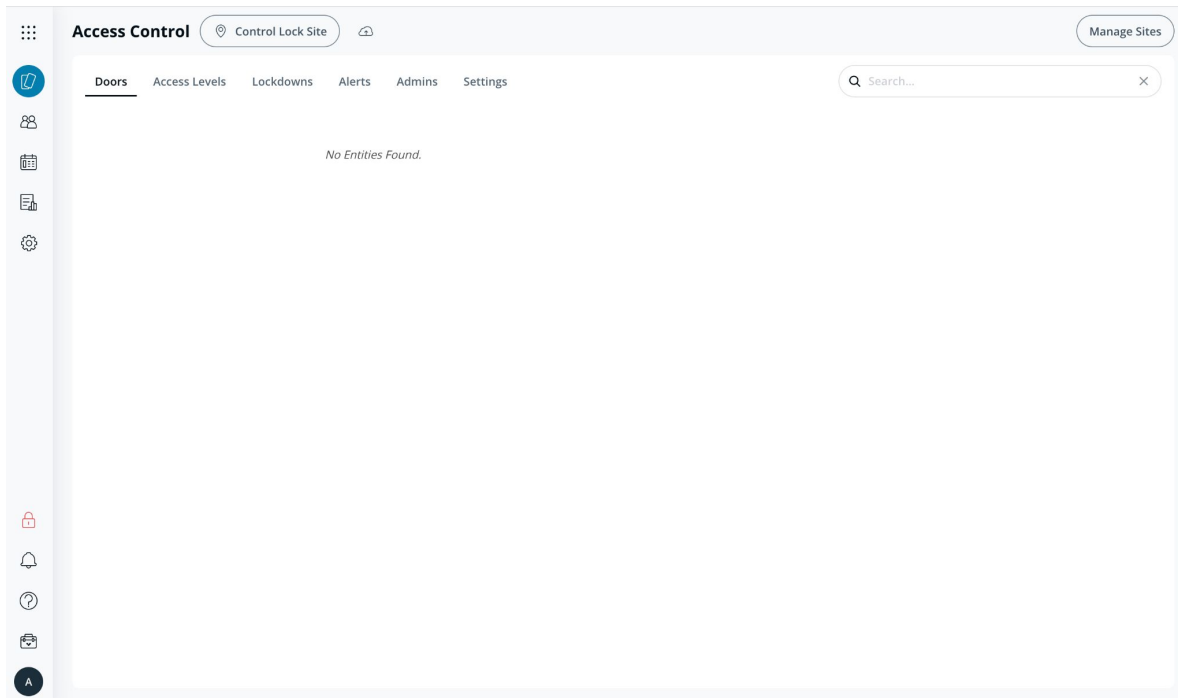 Access Control
Control Lock Site
Manage Sites
Doors Access Levels Lockdowns Alerts Admins Settings
Search...
No Entities Found.
A